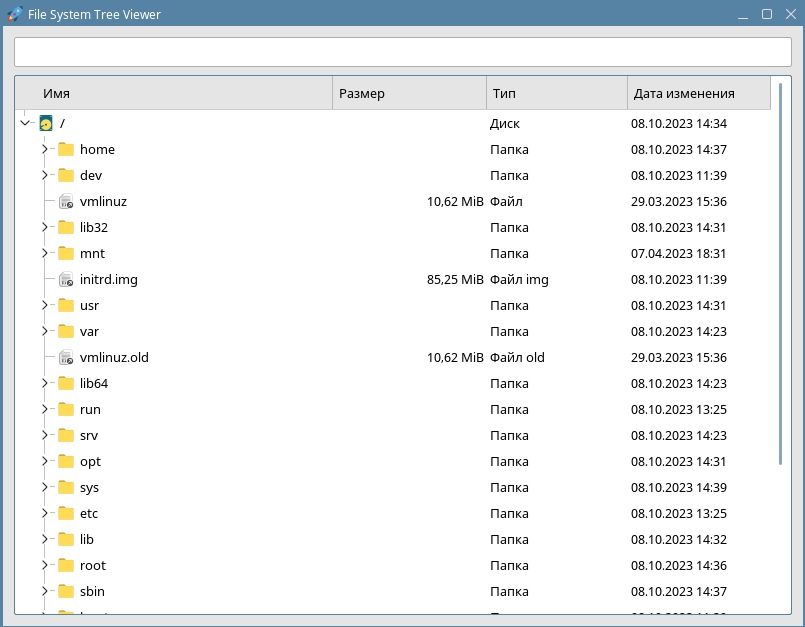 File System Tree Viewer
Имя Размер Тип Дата изменения
/ Диск 08.10.2023 14:34
home Папка 08.10.2023 14:37
dev Папка 08.10.2023 11:39
vmlinuz 10,62 MiB Файл 29.03.2023 15:36
lib32 Папка 08.10.2023 14:31
mnt Папка 07.04.2023 18:31
initrd.img 85,25 MiB Файл img 08.10.2023 11:39
usr Папка 08.10.2023 14:31
var Папка 08.10.2023 14:23
vmlinuz.old 10,62 MiB Файл old 29.03.2023 15:36
lib64 Папка 08.10.2023 14:23
run Папка 08.10.2023 13:25
srv Папка 08.10.2023 14:23
opt Папка 08.10.2023 14:31
sys Папка 08.10.2023 14:39
etc Папка 08.10.2023 13:25
lib Папка 08.10.2023 14:32
root Папка 08.10.2023 14:36
sbin Папка 08.10.2023 14:37